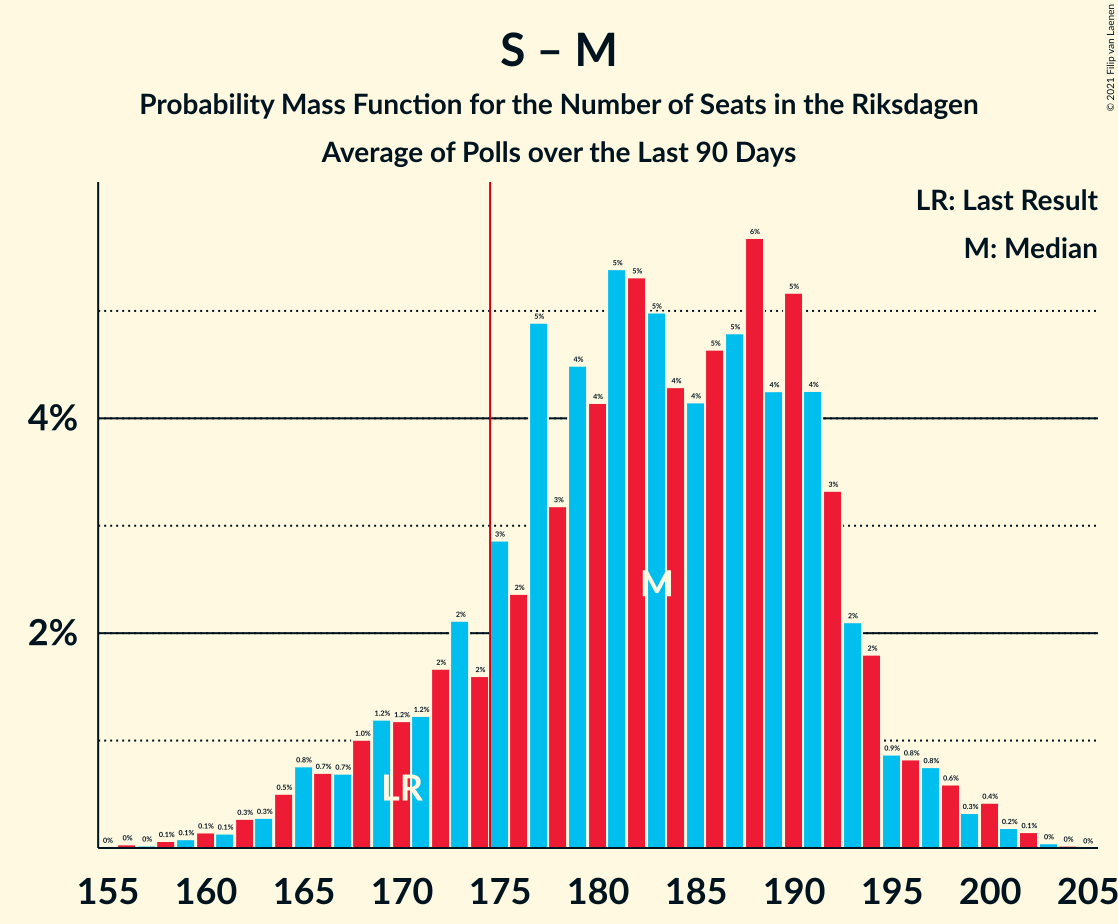 S – M
Probability Mass Function for the Number of Seats in the Riksdagen
Average of Polls over the Last 90 Days
© 2021 Filip van Laenen
LR: Last Result
M: Median
4%
2%
0% 0% 0% 0.1% 0.1% 0.1% 0.1% 0.3% 0.3% 0.5% 0.8% 0.7% 0.7% 1.0% 1.2% 1.2% 1.2% 2% 2% 2% 3% 2% 5% 3% 4% 4% 5% 5% 5% 4% 4% 5% 5% 6% 4% 5% 4% 3% 2% 2% 0.9% 0.8% 0.8% 0.6% 0.3% 0.4% 0.2% 0.1% 0% 0% 0%
M
LR
155 160 165 170 175 180 185 190 195 200 205